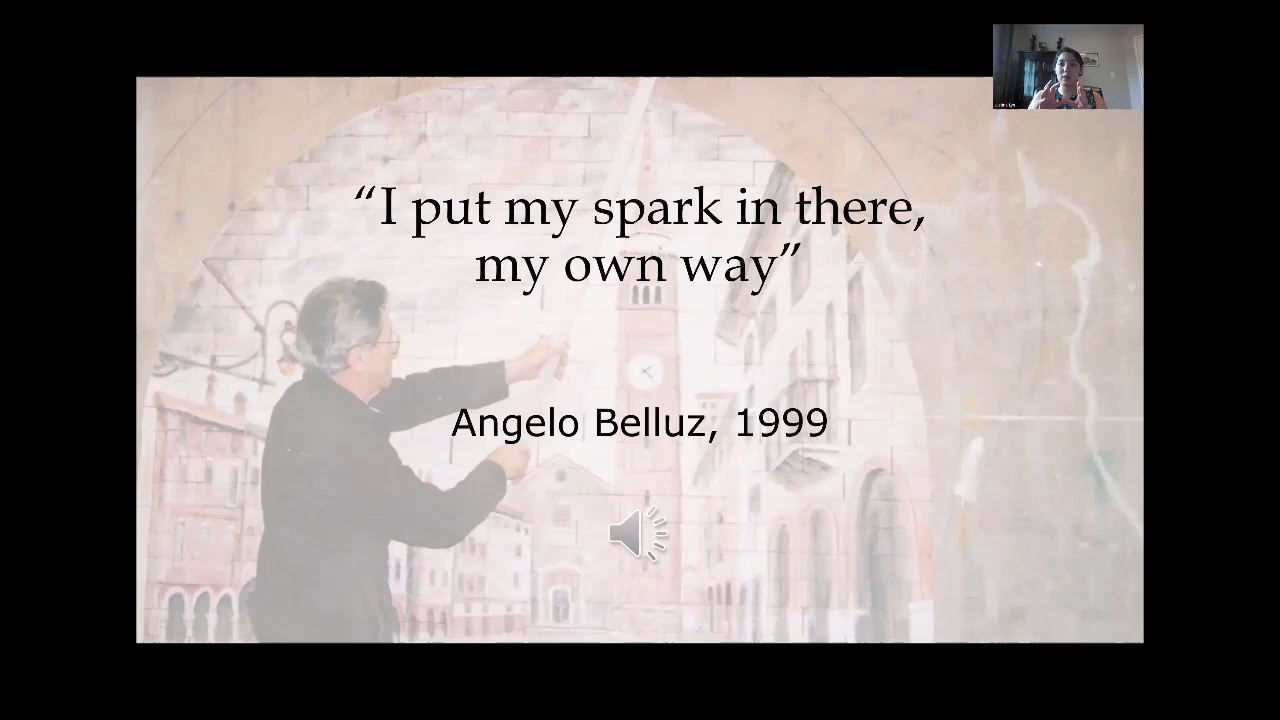 “I put my spark in there,
my own way”
Angelo Belluz, 1999